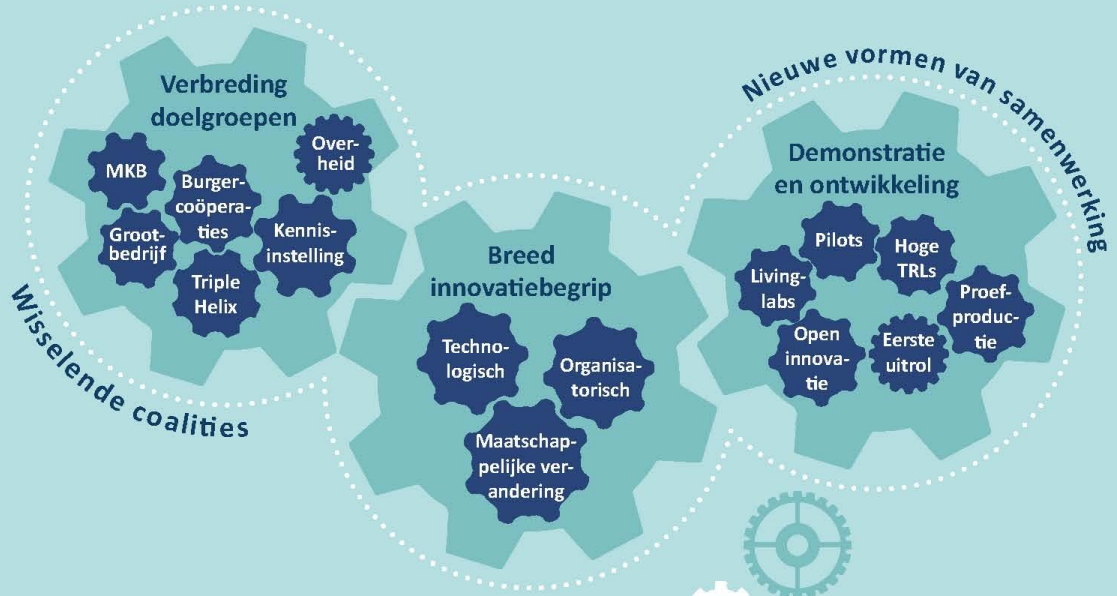 Verbreding
doelgroepen
MKB
Burger-
coöpera-
ties
Over-
heid
Groot-
bedrijf
Kennis-
instelling
Triple
Helix
Wisselende coalities
Breed
innovatiebegrip
Techno-
logisch
Organisa-
torisch
Maatschap-
pelijke ver-
andering
Nieuwe vormen van samenwerking
Demonstratie
en ontwikkeling
Pilots
Hoge
TRLs
Living-
labs
Proef-
produc-
tie
Open
innova-
tie
Eerste
uitrol